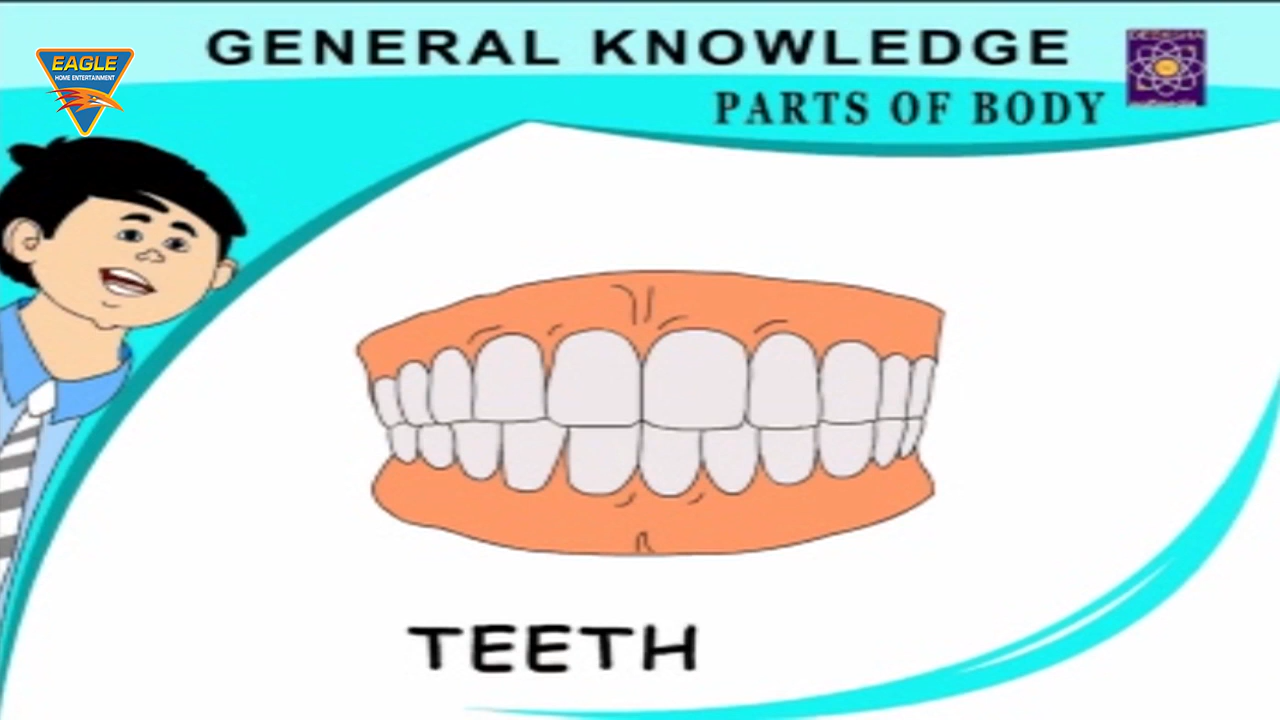 GENERAL KNOWLEDGE
EAGLE
HOME ENTERTAINMENT
PARTS OF BODY
TEETH